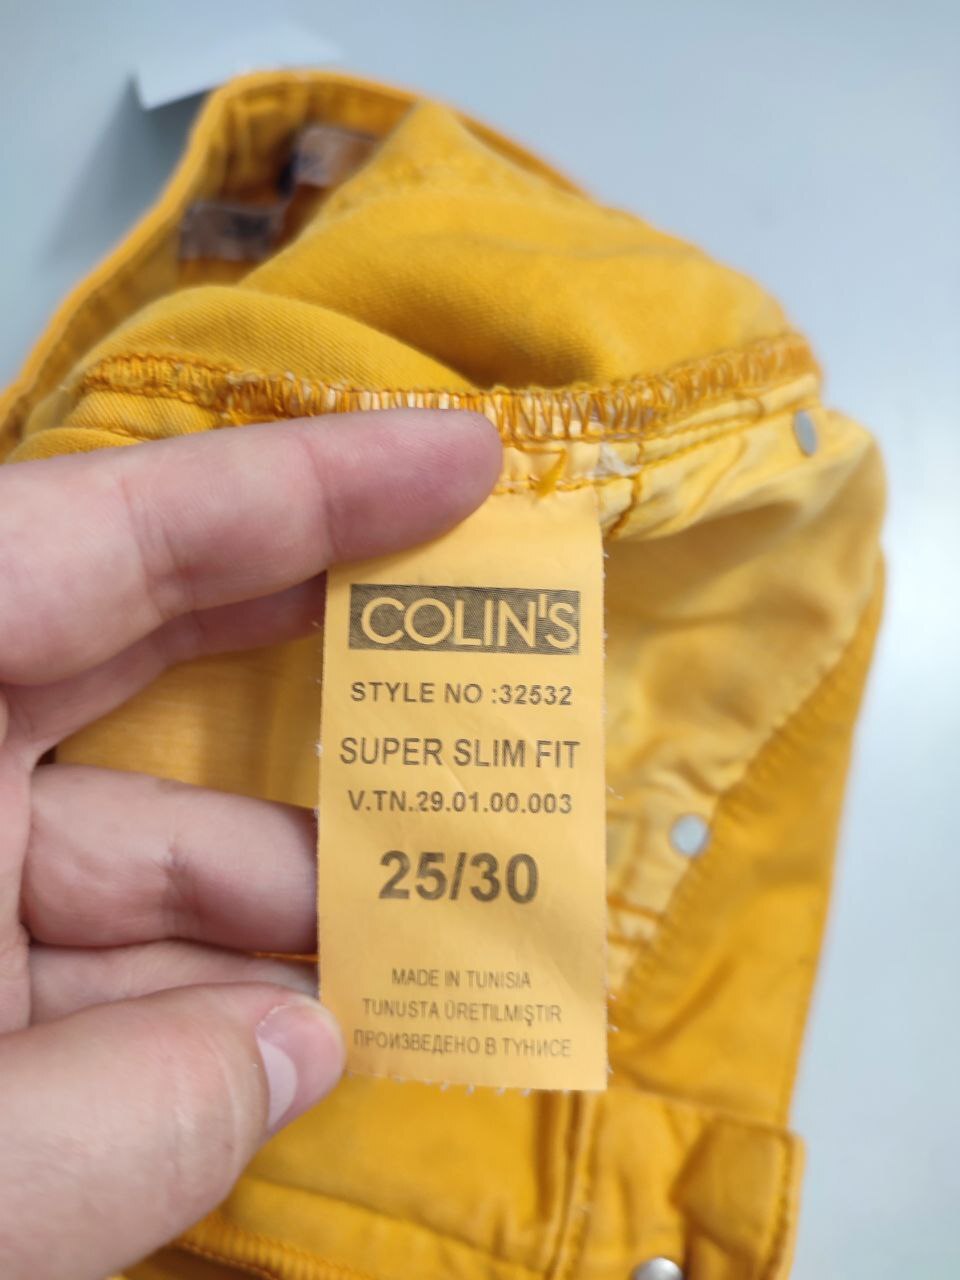 COLIN'S
STYLE NO :32532
SUPER SLIM FIT
V.TN.29.01.00.003
25/30
MADE IN TUNISIA
TUNUSTA ÜRETILMIŞTIR
ПРОИЗВЕДЕНО В ТУНИСЕ